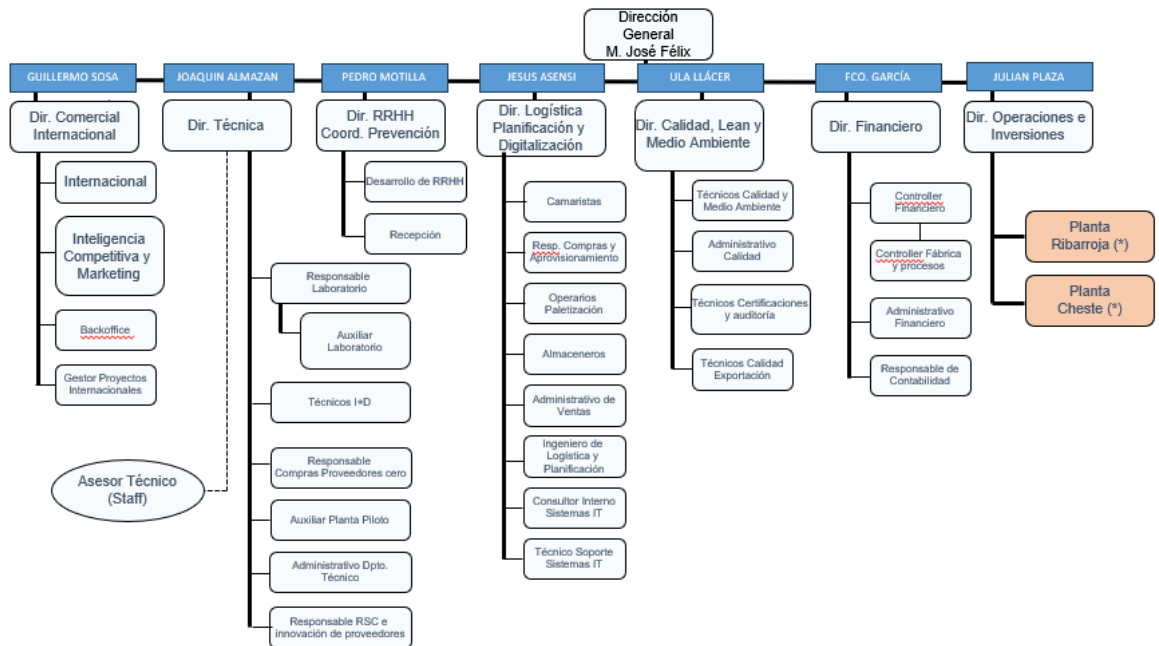 Dirección
General
M. José Félix
GUILLERMO SOSA
JOAQUIN ALMAZAN
PEDRO MOTILLA
JESUS ASENSI
ULA LLÁCER
FCO. GARCÍA
JULIAN PLAZA
Dir. Comercial
Internacional
Dir. Técnica
Dir. RRHH
Coord. Prevención
Dir. Logística
Planificación y
Digitalización
Dir. Calidad, Lean y
Medio Ambiente
Dir. Financiero
Dir. Operaciones e
Inversiones
Internacional
Inteligencia
Competitiva y
Marketing
Backoffice
Gestor Proyectos
Internacionales
Asesor Técnico
(Staff)
Responsable
Laboratorio
Auxiliar
Laboratorio
Técnicos I+D
Responsable
Compras Proveedores cero
Auxiliar Planta Piloto
Administrativo Dpto.
Técnico
Responsable RSC e
innovación de proveedores
Desarrollo de RRHH
Recepción
Camaristas
Resp. Compras y
Aprovisionamiento
Operarios
Paletización
Almaceneros
Administrativo de
Ventas
Ingeniero de
Logística y
Planificación
Consultor Interno
Sistemas IT
Técnico Soporte
Sistemas IT
Técnicos Calidad y
Medio Ambiente
Administrativo
Calidad
Técnicos Certificaciones
y auditoría
Técnicos Calidad
Exportación
Controller
Financiero
Controller Fábrica
y procesos
Administrativo
Financiero
Responsable de
Contabilidad
Planta
Ribarroja (*)
Planta
Cheste (*)